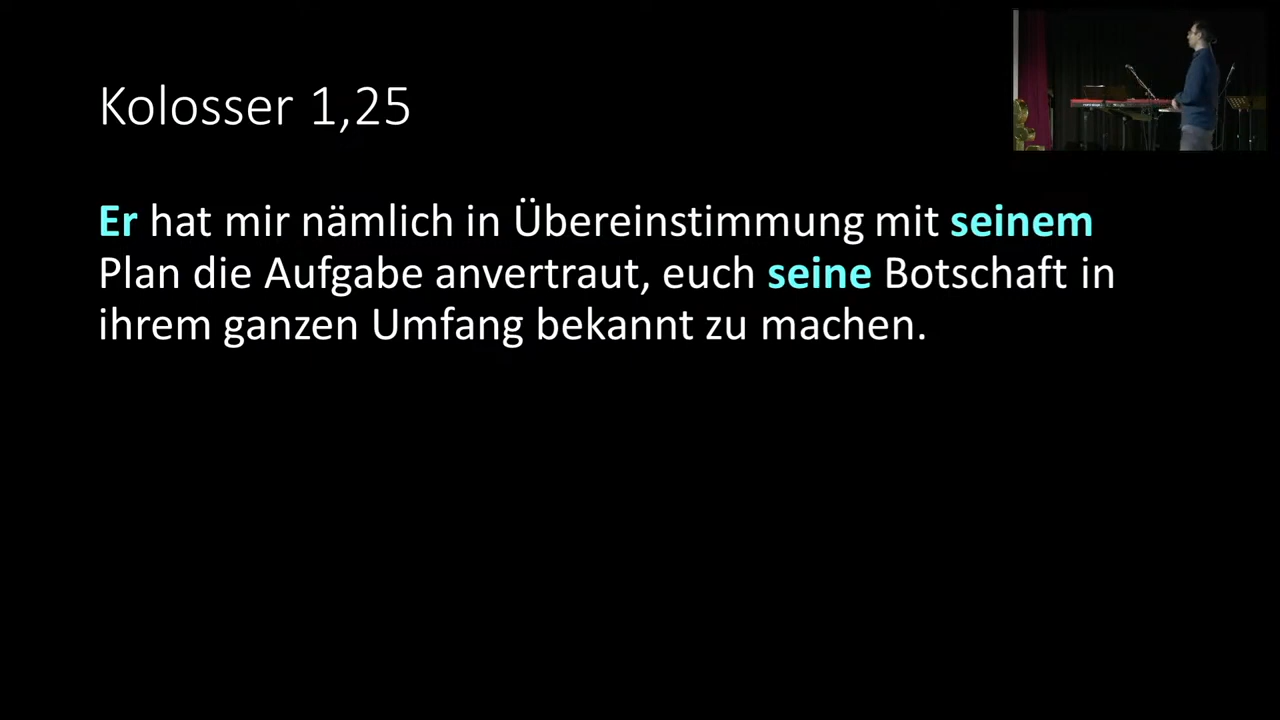 Kolosser 1,25
Er hat mir nämlich in Übereinstimmung mit seinem
Plan die Aufgabe anvertraut, euch seine Botschaft in
ihrem ganzen Umfang bekannt zu machen.